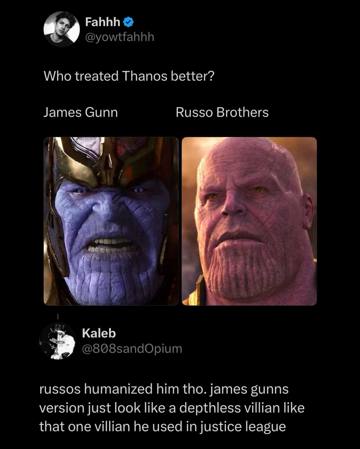 Fahhh
@yowtfahhh
Who treated Thanos better?
James Gunn
Russo Brothers
Kaleb
@808sandOpium
russos humanized him tho. james gunns
version just look like a depthless villian like
that one villian he used in justice league